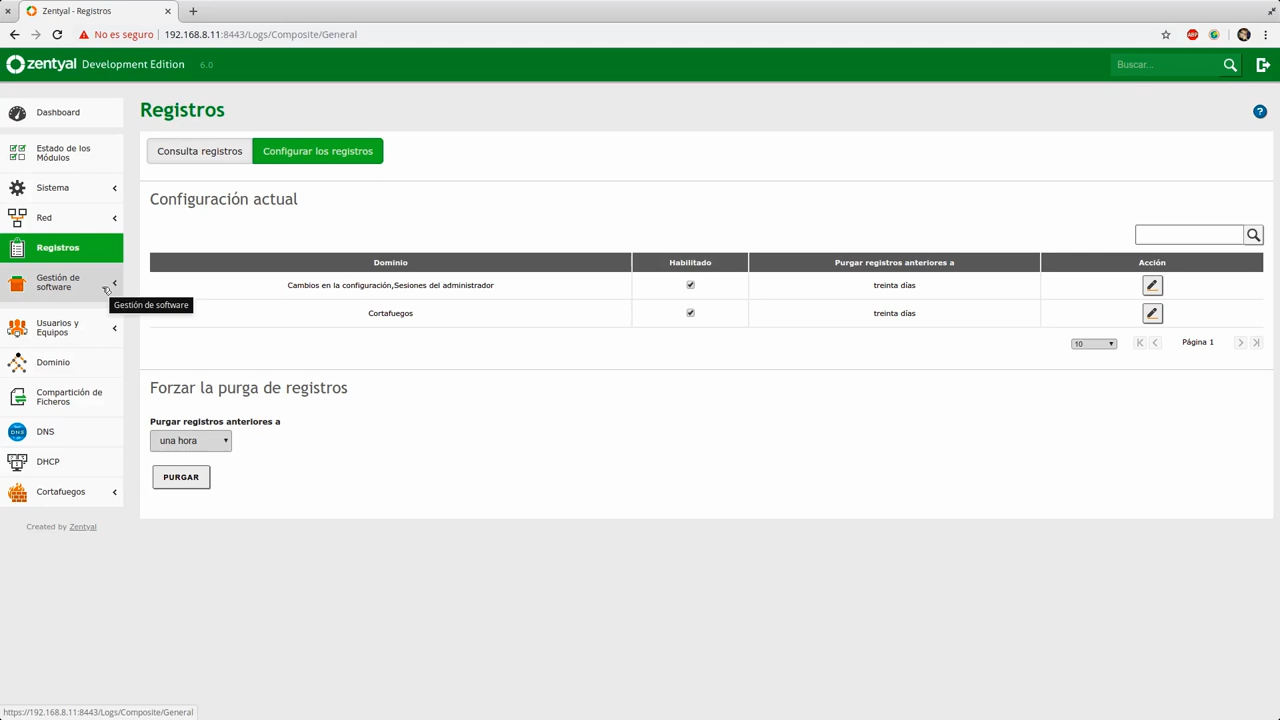 Zentyal - Registros
No es seguro
192.168.8.11:8443/Logs/Composite/General
ABP
zentyal Development Edition 6.0
Buscar...
Dashboard
Estado de los
Módulos
Sistema
Red
Registros
Gestión de
software
Gestión de software
Usuarios y
Equipos
Dominio
Compartición de
Ficheros
DNS
DNS
DHCP
Cortafuegos
Created by Zentyal
Registros
?
Consulta registros
Configurar los registros
Configuración actual
Dominio Habilitado Purgar registros anteriores a Acción
Cambios en la configuración,Sesiones del administrador treinta días
Cortafuegos treinta días
10 Página 1
Forzar la purga de registros
Purgar registros anteriores a
una hora
PURGAR
https://192.168.8.11:8443/Logs/Composite/General